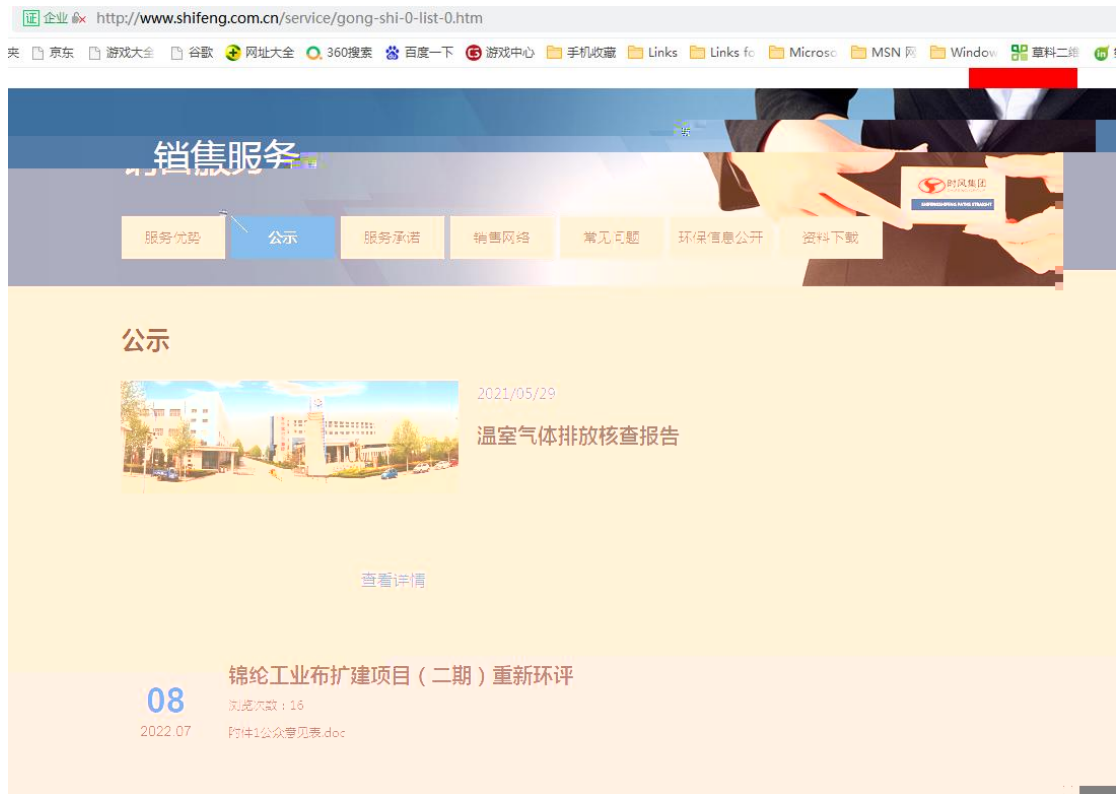 证 企业 http://www.shifeng.com.cn/service/gong-shi-0-list-0.htm
夹 京东 游戏大全 谷歌 网址大全 360搜索 百度一下 游戏中心 手机收藏 Links Links fo Microso MSN 网 Window 草料二维
销售服务
时风集团
服务优势 公示 服务承诺 销售网络 常见问题 环保信息公开 资料下载
公示
2021/05/29
温室气体排放核查报告
查看详情
锦纶工业布扩建项目(二期)重新环评
08
浏览次数:16
2022.07
附件1公众意见表.doc